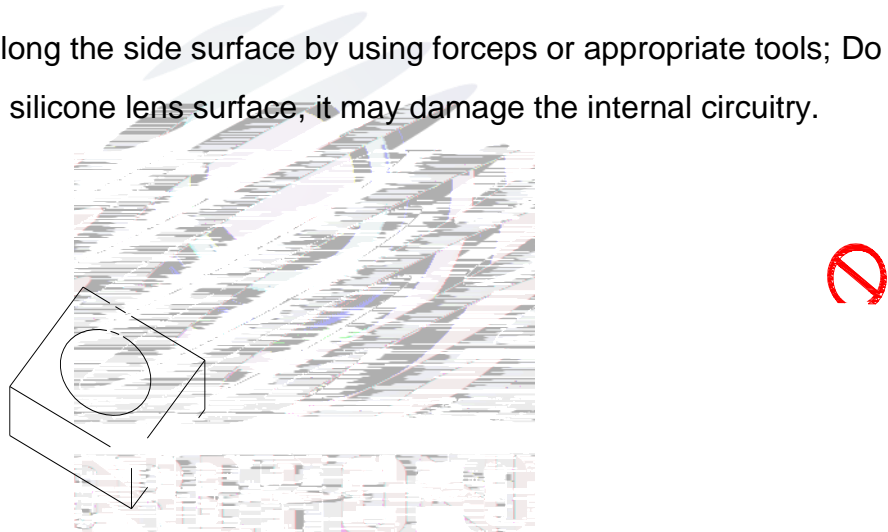 long the side surface by using forceps or appropriate tools; Do
silicone lens surface, it may damage the internal circuitry.